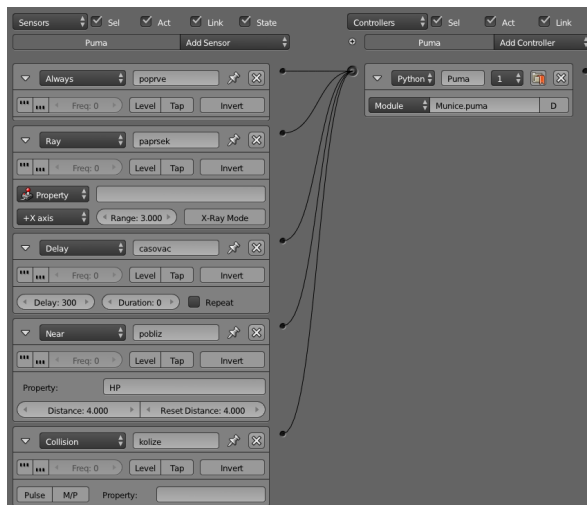 Sensors Sel Act Link State
Puma Add Sensor
Always poprve
Freq: 0 Level Tap Invert
Ray paprsek
Freq: 0 Level Tap Invert
Property
+X axis Range: 3.000 X-Ray Mode
Delay casovac
Freq: 0 Level Tap Invert
Delay: 300 Duration: 0 Repeat
Near pobliz
Freq: 0 Level Tap Invert
Property: HP
Distance: 4.000 Reset Distance: 4.000
Collision kolize
Freq: 0 Level Tap Invert
Pulse M/P Property:
Controllers Sel Act Link
Puma Add Controller
Python Puma 1
Module Munice.puma D